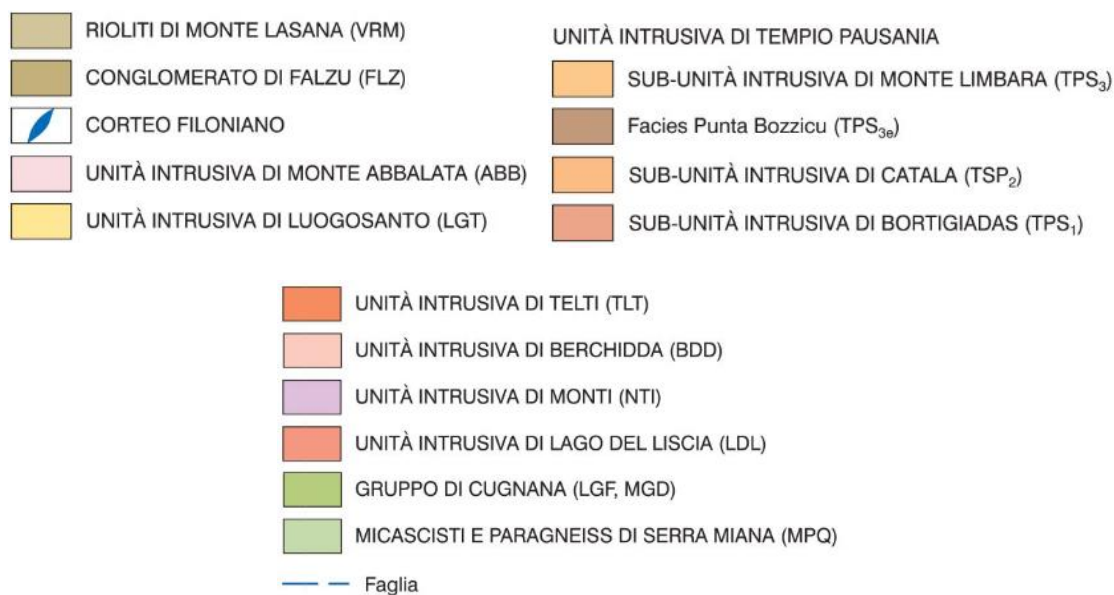 RIOLITI DI MONTE LASANA (VRM)
CONGLOMERATO DI FALZU (FLZ)
CORTEO FILONIANO
UNITÀ INTRUSIVA DI MONTE ABBALATA (ABB)
UNITÀ INTRUSIVA DI LUOGOSANTO (LGT)
UNITÀ INTRUSIVA DI TEMPIO PAUSANIA
SUB-UNITÀ INTRUSIVA DI MONTE LIMBARA (TPS₃)
Facies Punta Bozzicu (TPS₃ₑ)
SUB-UNITÀ INTRUSIVA DI CATALA (TSP₂)
SUB-UNITÀ INTRUSIVA DI BORTIGIADAS (TPS₁)
UNITÀ INTRUSIVA DI TELTI (TLT)
UNITÀ INTRUSIVA DI BERCHIDDA (BDD)
UNITÀ INTRUSIVA DI MONTI (NTI)
UNITÀ INTRUSIVA DI LAGO DEL LISCIA (LDL)
GRUPPO DI CUGNANA (LGF, MGD)
MICASCISTI E PARAGNEISS DI SERRA MIANA (MPQ)
Faglia